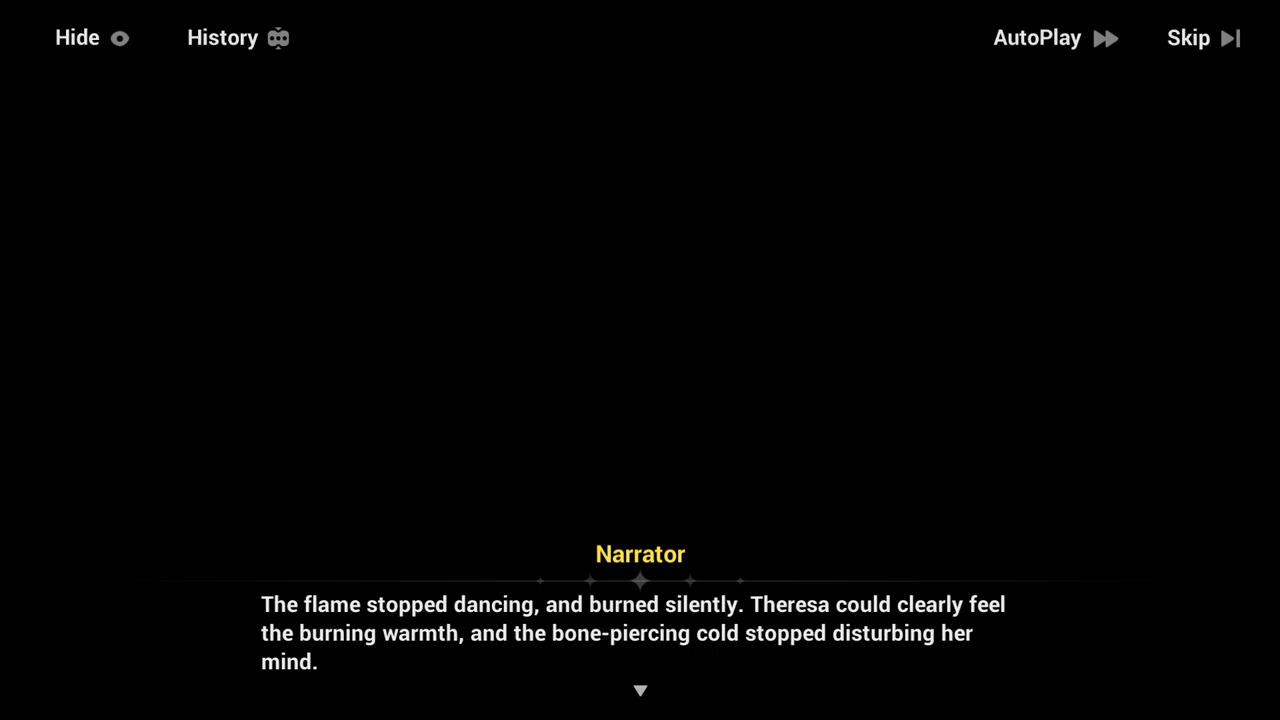 Hide
History
AutoPlay
Skip
Narrator
The flame stopped dancing, and burned silently. Theresa could clearly feel
the burning warmth, and the bone-piercing cold stopped disturbing her
mind.